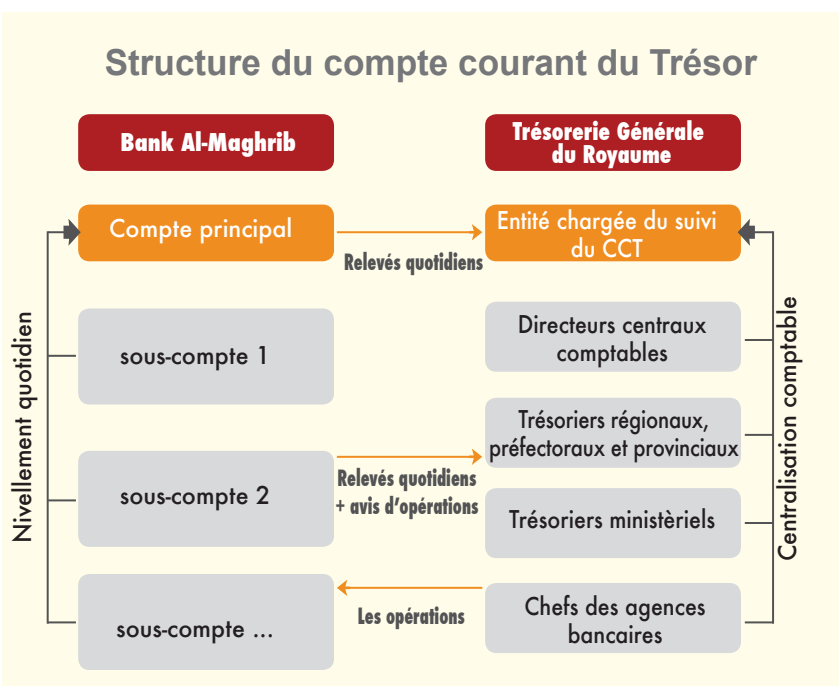 Structure du compte courant du Trésor
Bank Al-Maghrib
Trésorerie Générale
du Royaume
Compte principal
Relevés quotidiens
Entité chargée du suivi
du CCT
Nivellement quotidien
sous-compte 1
Directeurs centraux
comptables
Centralisation comptable
sous-compte 2
Relevés quotidiens
+ avis d'opérations
Trésoriers régionaux,
préfectoraux et provinciaux
Trésoriers ministèriels
sous-compte ...
Les opérations
Chefs des agences
bancaires